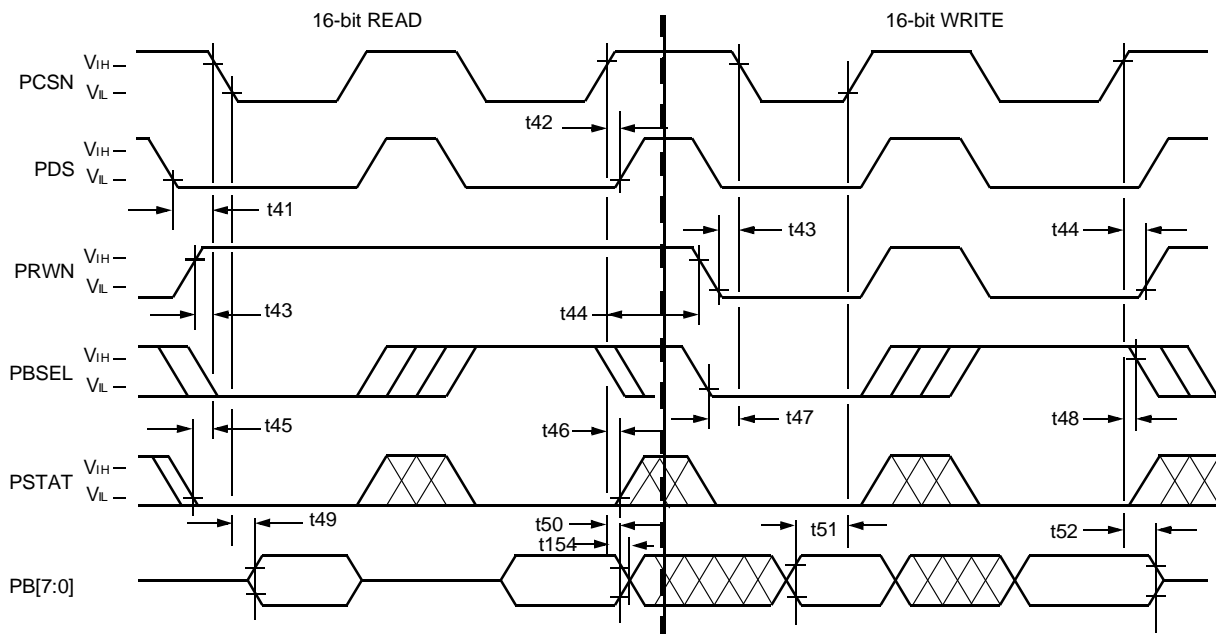 16-bit READ
16-bit WRITE
PCSN
VIH
VIL
t42
PDS
VIH
VIL
t41
t43
t44
PRWN
VIH
VIL
t43
t44
PBSEL
VIH
VIL
t45
t46
t47
t48
PSTAT
VIH
VIL
t49
t50
t51
t52
t154
PB[7:0]